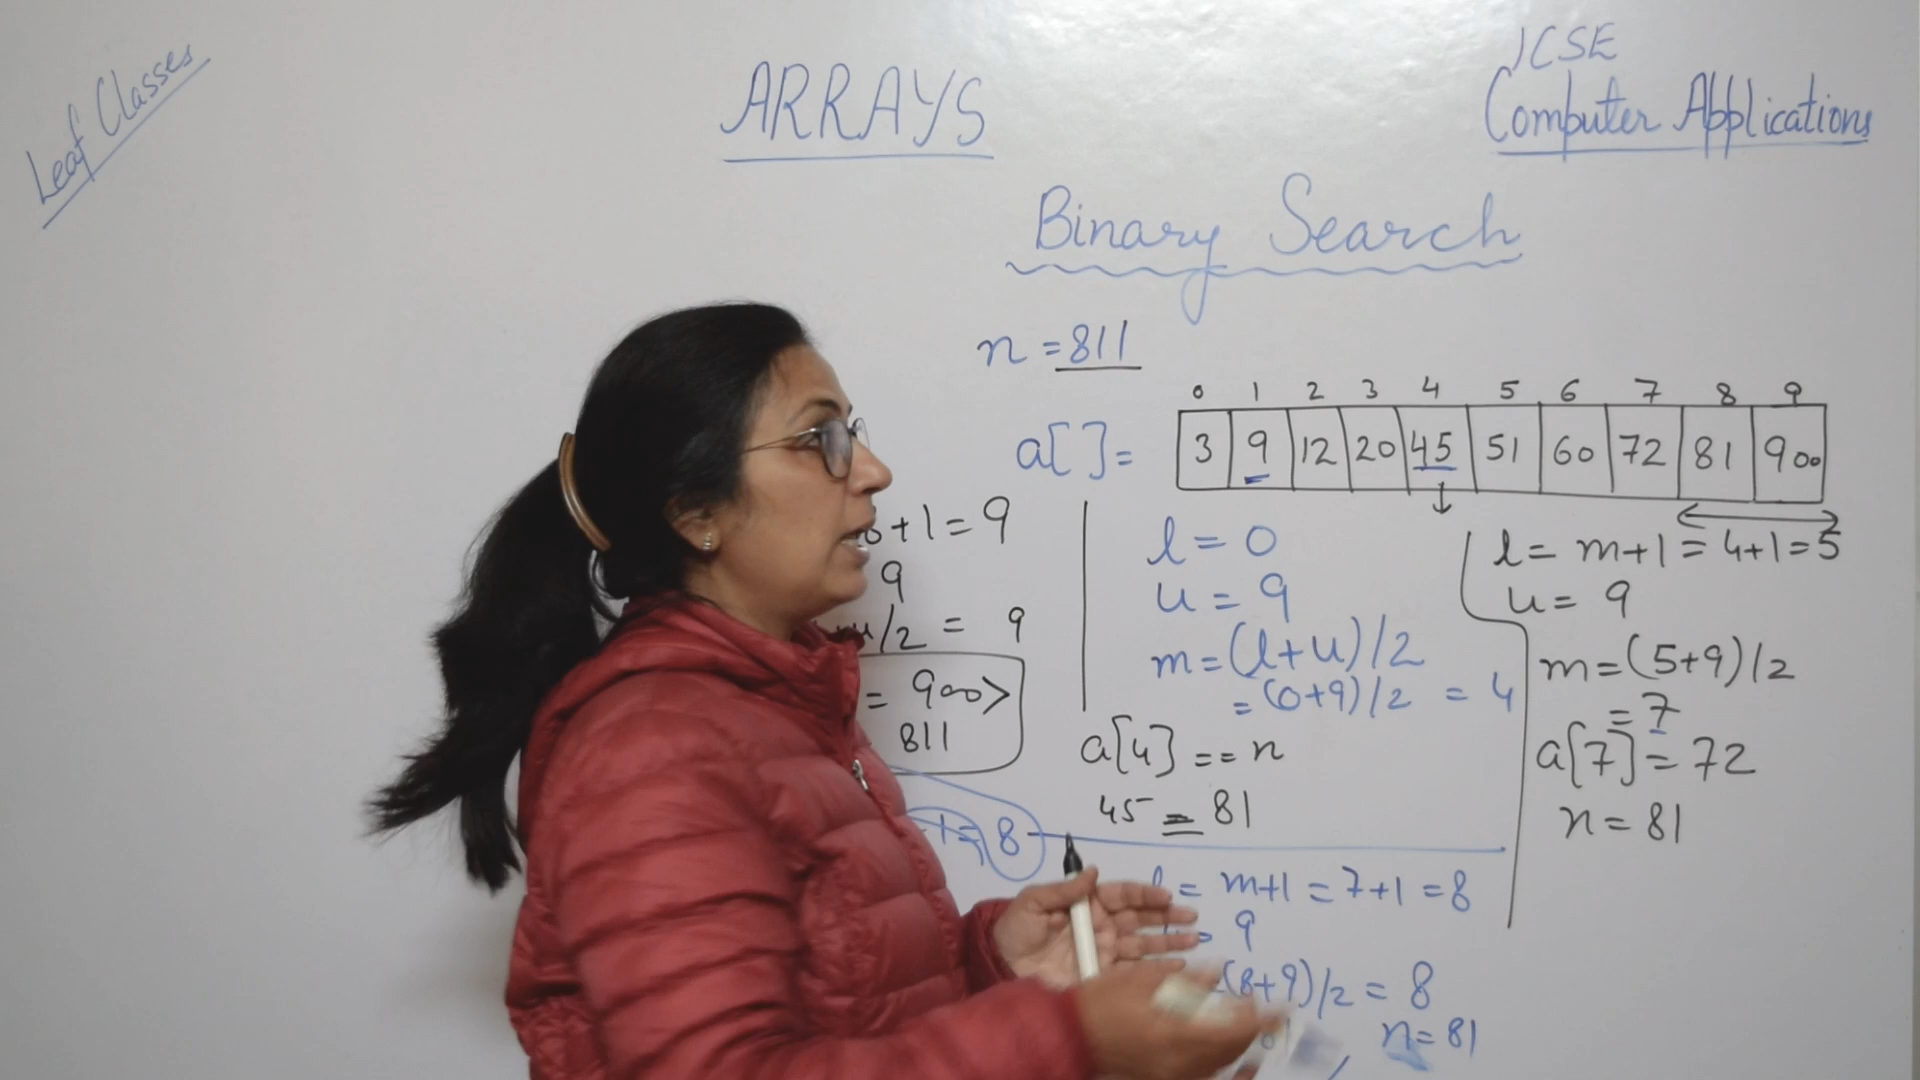 Leaf Classes
ARRAYS
ICSE
Computer Applications
Binary Search
n = 811
0 1 2 3 4 5 6 7 8 9
a[ ] = 3 9 12 20 45 51 60 72 81 900
+1 = 9
9
/2 = 9
= 900>
811
1 = 8
l = 0
u = 9
m = (l+u)/2
= (0+9)/2 = 4
a[4] == n
45 = 81
l = m+1 = 4+1 = 5
u = 9
m = (5+9)/2
= 7
a[7] = 72
n = 81
= m+1 = 7+1 = 8
9
(8+9)/2 = 8
n = 81